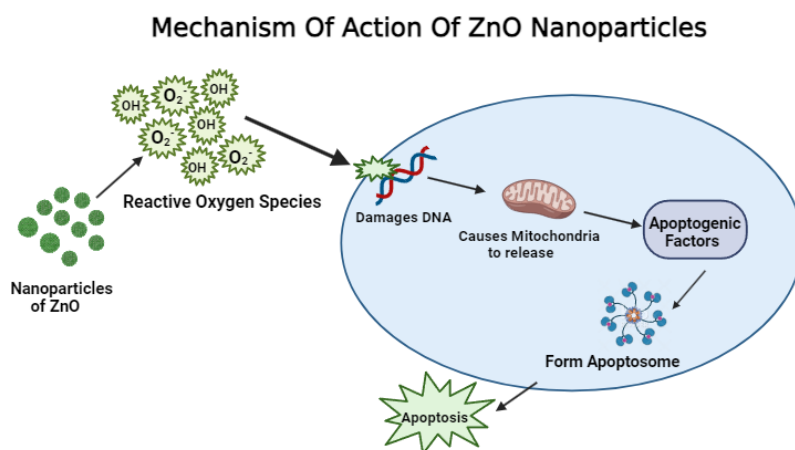 Mechanism Of Action Of ZnO Nanoparticles
OH
O₂⁻
OH
O₂⁻
OH
OH
O₂⁻
Reactive Oxygen Species
Nanoparticles
of ZnO
Damages DNA
Causes Mitochondria
to release
Apoptogenic
Factors
Form Apoptosome
Apoptosis